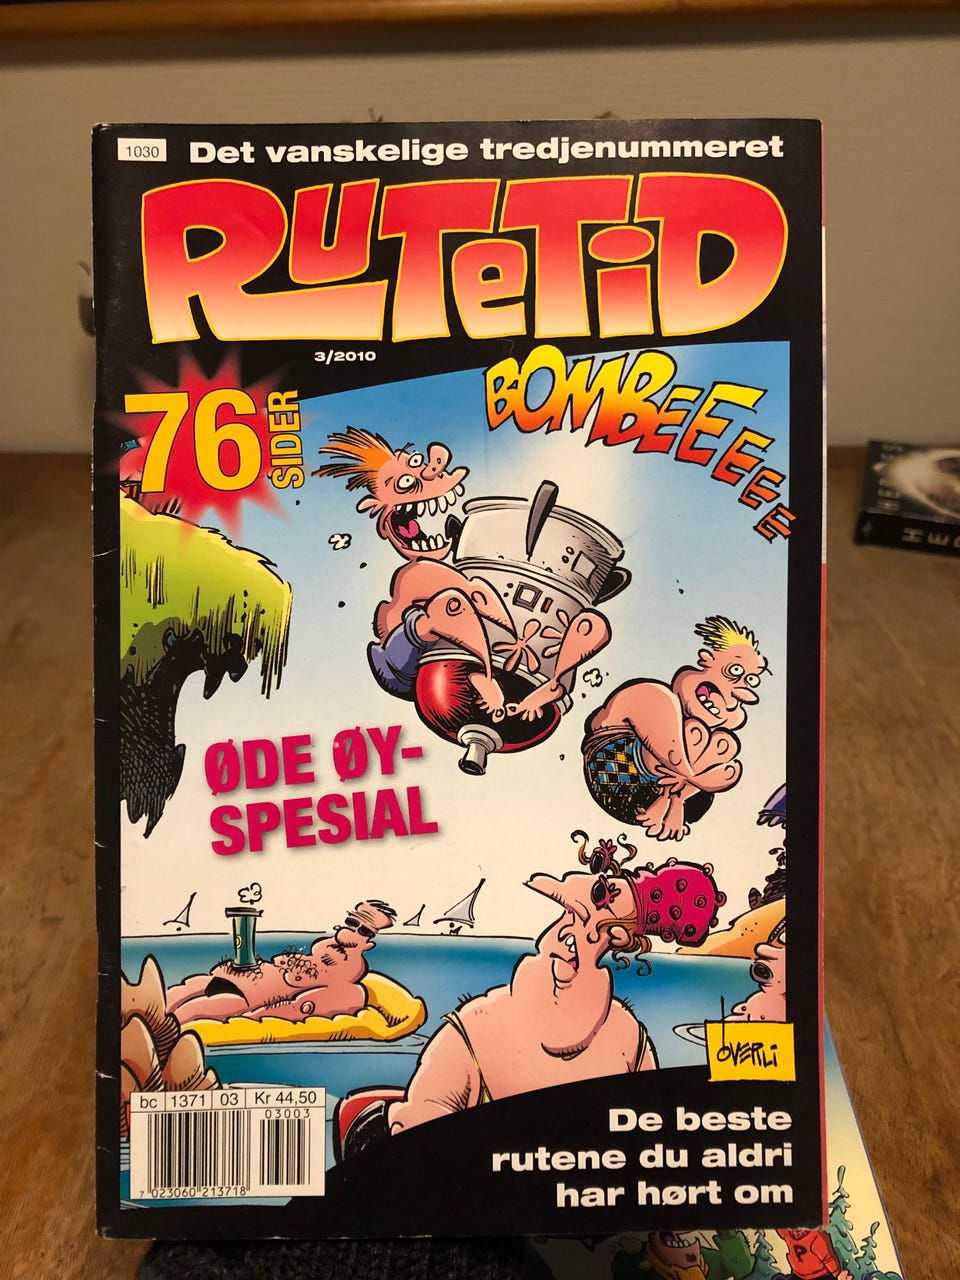 1030
Det vanskelige tredjenummeret
RUTeTiD
3/2010
76
SIDER
BOMBEEEEEE
ØDE ØY-
SPESIAL
øverli
bc 1371 03 Kr 44,50
03003
7 023060 213718
De beste
rutene du aldri
har hørt om
P